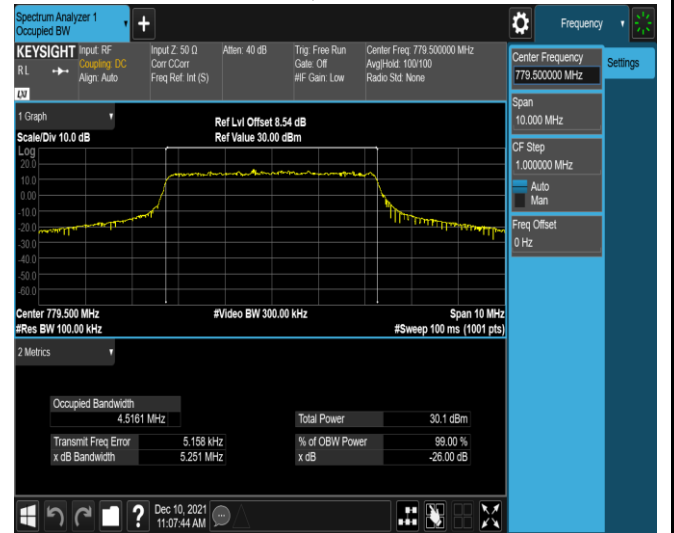 Spectrum Analyzer 1
Occupied BW
+
Frequency
KEYSIGHT
R L
LXI
Input: RF
Coupling: DC
Align: Auto
Input Z: 50 Ω
Corr CCorr
Freq Ref: Int (S)
Atten: 40 dB
Trig: Free Run
Gate: Off
#IF Gain: Low
Center Freq: 779.500000 MHz
Avg|Hold: 100/100
Radio Std: None
Center Frequency
779.500000 MHz
Settings
Span
10.000 MHz
CF Step
1.000000 MHz
Auto
Man
Freq Offset
0 Hz
1 Graph
Scale/Div 10.0 dB
Ref Lvl Offset 8.54 dB
Ref Value 30.00 dBm
Log
20.0
10.0
0.00
-10.0
-20.0
-30.0
-40.0
-50.0
-60.0
Center 779.500 MHz
#Video BW 300.00 kHz
Span 10 MHz
#Res BW 100.00 kHz
#Sweep 100 ms (1001 pts)
2 Metrics
Occupied Bandwidth
4.5161 MHz
Total Power 30.1 dBm
Transmit Freq Error 5.158 kHz
% of OBW Power 99.00 %
x dB Bandwidth 5.251 MHz
x dB -26.00 dB
?
Dec 10, 2021
11:07:44 AM